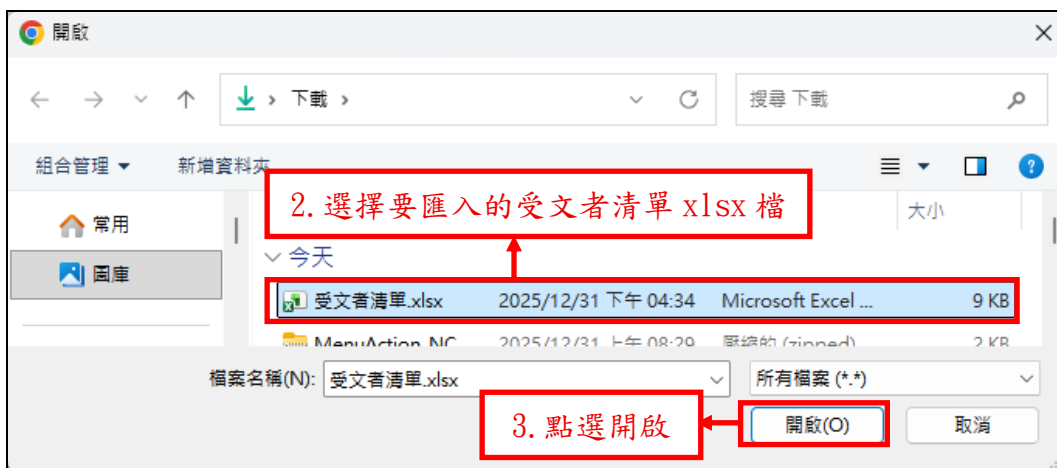 開啟
下載
搜尋 下載
組合管理
新增資料夾
2.選擇要匯入的受文者清單 xlsx 檔
大小
常用
今天
圖庫
受文者清單.xlsx 2025/12/31 下午 04:34 Microsoft Excel ... 9 KB
MenuAction_NC 2025/12/31 上午 08:29 壓縮的 (zipped) 2 KB
檔案名稱(N): 受文者清單.xlsx 所有檔案 (*.*)
3.點選開啟
開啟(O) 取消